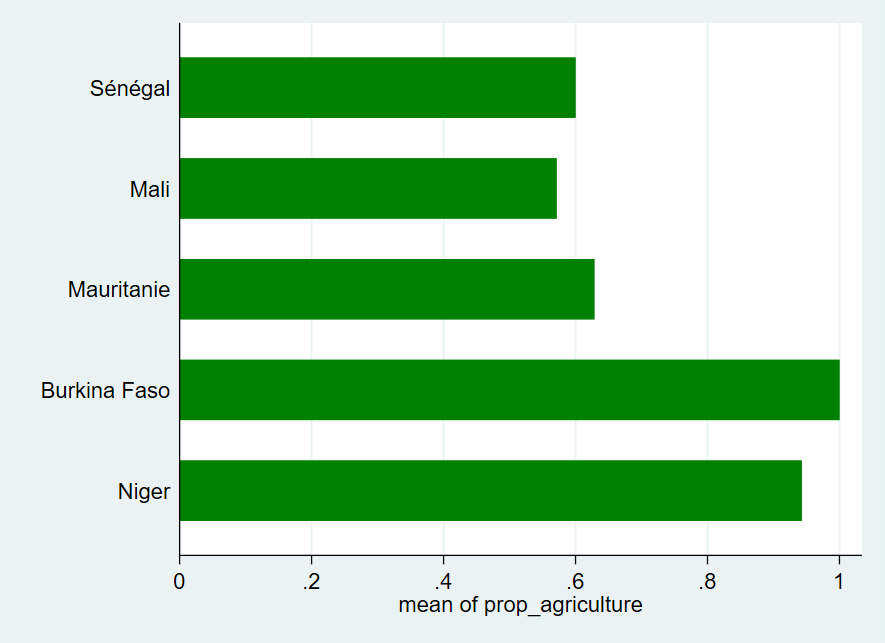 Sénégal
Mali
Mauritanie
Burkina Faso
Niger
0 .2 .4 .6 .8 1
mean of prop_agriculture